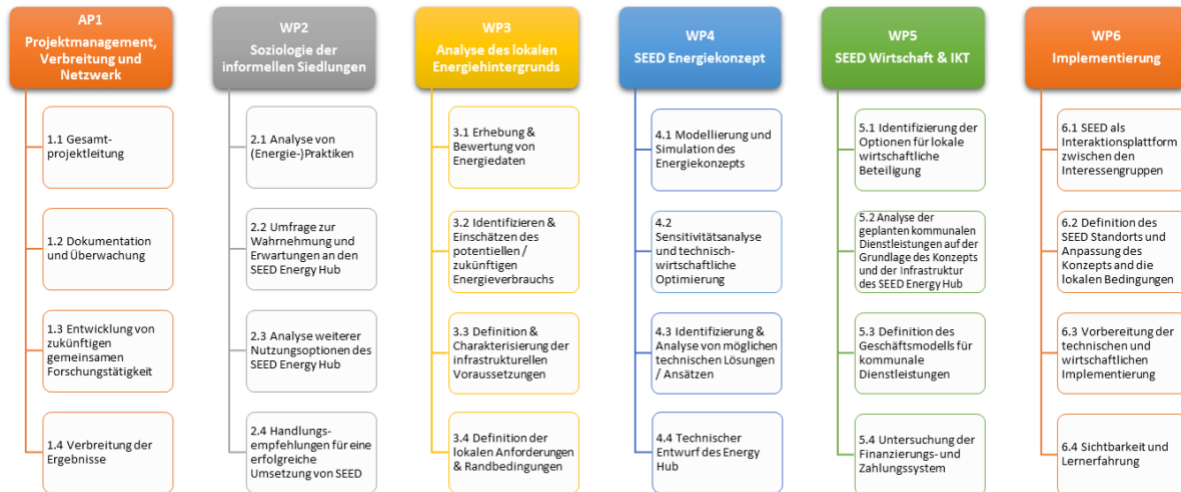 AP1
Projektmanagement,
Verbreitung und
Netzwerk
1.1 Gesamt-
projektleitung
1.2 Dokumentation
und Überwachung
1.3 Entwicklung von
zukünftigen
gemeinsamen
Forschungstätigkeit
1.4 Verbreitung der
Ergebnisse
WP2
Soziologie der
informellen Siedlungen
2.1 Analyse von
(Energie-)Praktiken
2.2 Umfrage zur
Wahrnehmung und
Erwartungen an den
SEED Energy Hub
2.3 Analyse weiterer
Nutzungsoptionen des
SEED Energy Hub
2.4 Handlungs-
empfehlungen für eine
erfolgreiche
Umsetzung von SEED
WP3
Analyse des lokalen
Energiehintergrunds
3.1 Erhebung &
Bewertung von
Energiedaten
3.2 Identifizieren &
Einschätzen des
potentiellen /
zukünftigen
Energieverbrauchs
3.3 Definition &
Charakterisierung der
infrastrukturellen
Voraussetzungen
3.4 Definition der
lokalen Anforderungen
& Randbedingungen
WP4
SEED Energiekonzept
4.1 Modellierung und
Simulation des
Energiekonzepts
4.2
Sensitivitätsanalyse
und technisch-
wirtschaftliche
Optimierung
4.3 Identifizierung &
Analyse von möglichen
technischen Lösungen
/ Ansätzen
4.4 Technischer
Entwurf des Energy
Hub
WP5
SEED Wirtschaft & IKT
5.1 Identifizierung der
Optionen für lokale
wirtschaftliche
Beteiligung
5.2 Analyse der
geplanten kommunalen
Dienstleistungen auf der
Grundlage des Konzepts
und der Infrastruktur
des SEED Energy Hub
5.3 Definition des
Geschäftsmodells für
kommunale
Dienstleistungen
5.4 Untersuchung der
Finanzierungs- und
Zahlungssystem
WP6
Implementierung
6.1 SEED als
Interaktionsplattform
zwischen den
Interessengruppen
6.2 Definition des
SEED Standorts und
Anpassung des
Konzepts and die
lokalen Bedingungen
6.3 Vorbereitung der
technischen und
wirtschaftlichen
Implementierung
6.4 Sichtbarkeit und
Lernerfahrung